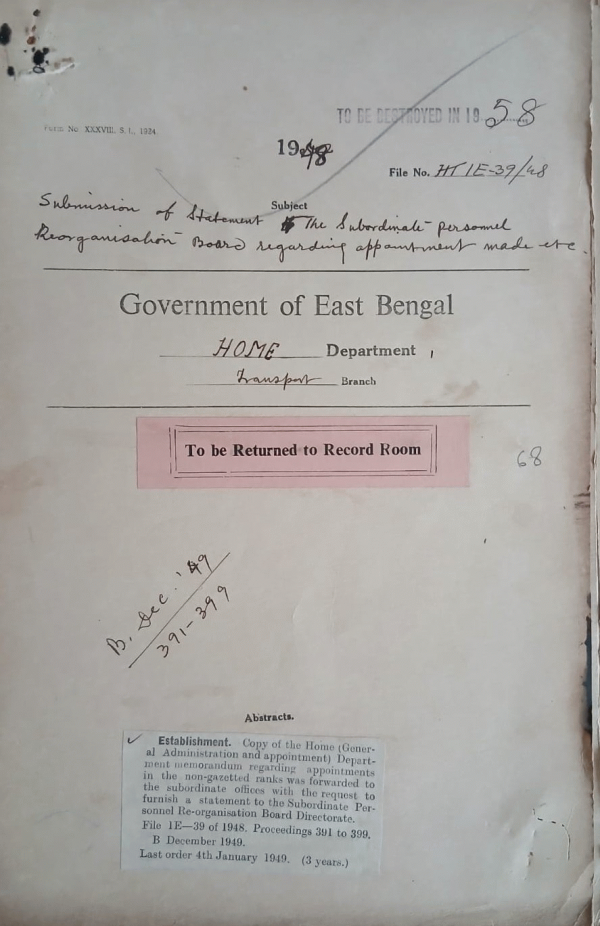 TO BE DESTROYED IN 19 58
Form No. XXXVIII, S. I., 1934
1948
File No. HT 1E-39/48
Subject
Submission of Statement to The Subordinate personnel
Reorganisation Board regarding appointment made etc.
Government of East Bengal
HOME Department
Transport Branch
To be Returned to Record Room
68
B. Dec. '49
391-399
Abstracts.
Establishment. Copy of the Home (Gener-
al Administration and appointment) Depart-
ment memorandum regarding appointments
in the non-gazetted ranks was forwarded to
the subordinate offices with the request to
furnish a statement to the Subordinate Per-
sonnel Re-organisation Board Directorate.
File 1E—39 of 1948. Proceedings 391 to 399.
B December 1949.
Last order 4th January 1949. (3 years.)